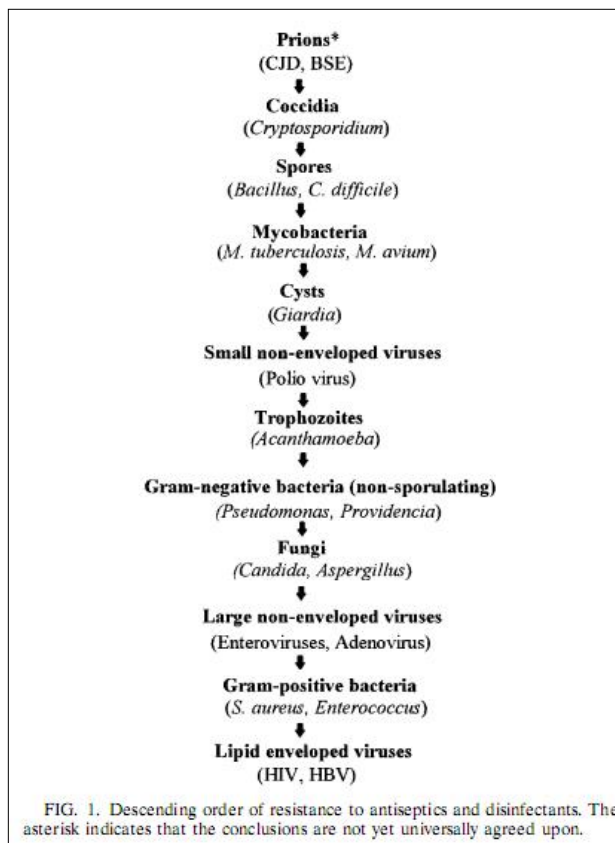 Prions*
(CJD, BSE)
Coccidia
(Cryptosporidium)
Spores
(Bacillus, C. difficile)
Mycobacteria
(M. tuberculosis, M. avium)
Cysts
(Giardia)
Small non-enveloped viruses
(Polio virus)
Trophozoites
(Acanthamoeba)
Gram-negative bacteria (non-sporulating)
(Pseudomonas, Providencia)
Fungi
(Candida, Aspergillus)
Large non-enveloped viruses
(Enteroviruses, Adenovirus)
Gram-positive bacteria
(S. aureus, Enterococcus)
Lipid enveloped viruses
(HIV, HBV)
FIG. 1. Descending order of resistance to antiseptics and disinfectants. The
asterisk indicates that the conclusions are not yet universally agreed upon.